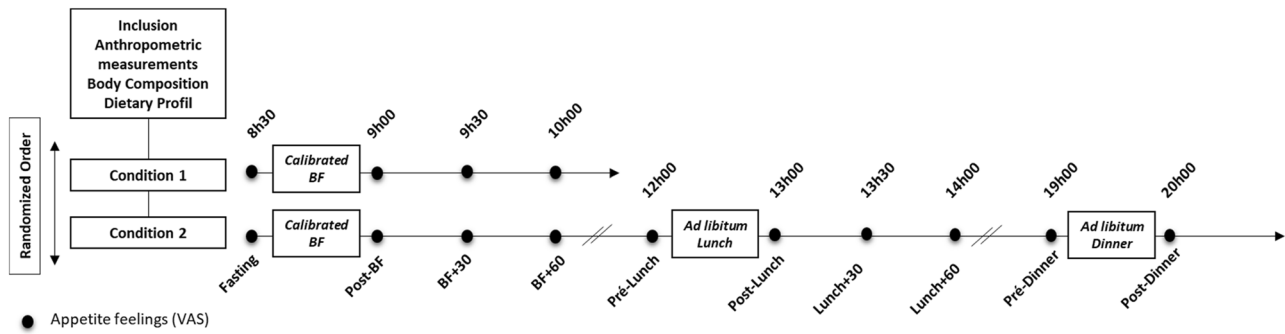 Inclusion
Anthropometric
measurements
Body Composition
Dietary Profil
Randomized Order
Condition 1
Condition 2
8h30
9h00
9h30
10h00
12h00
13h00
13h30
14h00
19h00
20h00
Calibrated
BF
Calibrated
BF
Ad libitum
Lunch
Ad libitum
Dinner
Fasting
Post-BF
BF+30
BF+60
Pré-Lunch
Post-Lunch
Lunch+30
Lunch+60
Pré-Dinner
Post-Dinner
Appetite feelings (VAS)